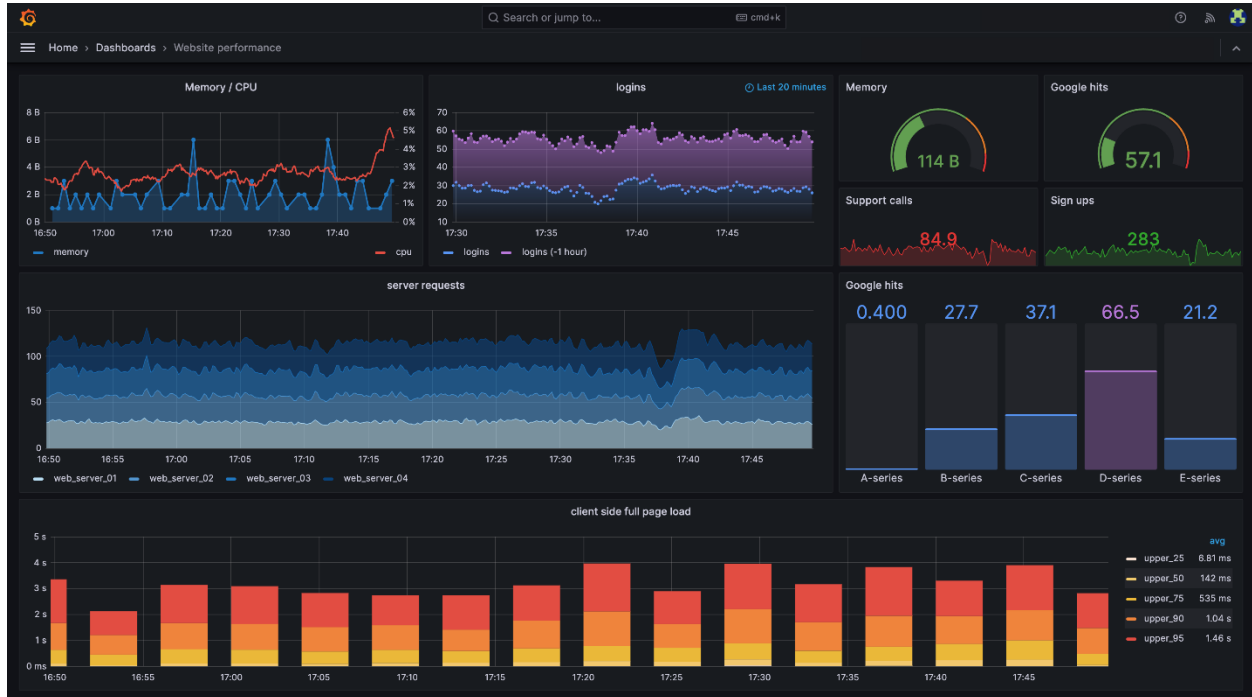 Search or jump to... cmd+k
Home › Dashboards › Website performance
Memory / CPU
8 B
6 B
4 B
2 B
0 B
6%
5%
4%
3%
2%
1%
0%
16:50 17:00 17:10 17:20 17:30 17:40
memory cpu
logins
Last 20 minutes
70
60
50
40
30
20
10
17:30 17:35 17:40 17:45
logins logins (-1 hour)
Memory
114 B
Google hits
57.1
Support calls
84.9
Sign ups
283
server requests
150
100
50
0
16:50 16:55 17:00 17:05 17:10 17:15 17:20 17:25 17:30 17:35 17:40 17:45
web_server_01 web_server_02 web_server_03 web_server_04
Google hits
0.400 27.7 37.1 66.5 21.2
A-series B-series C-series D-series E-series
client side full page load
5 s
4 s
3 s
2 s
1 s
0 ms
16:50 16:55 17:00 17:05 17:10 17:15 17:20 17:25 17:30 17:35 17:40 17:45
avg
upper_25 6.81 ms
upper_50 142 ms
upper_75 535 ms
upper_90 1.04 s
upper_95 1.46 s